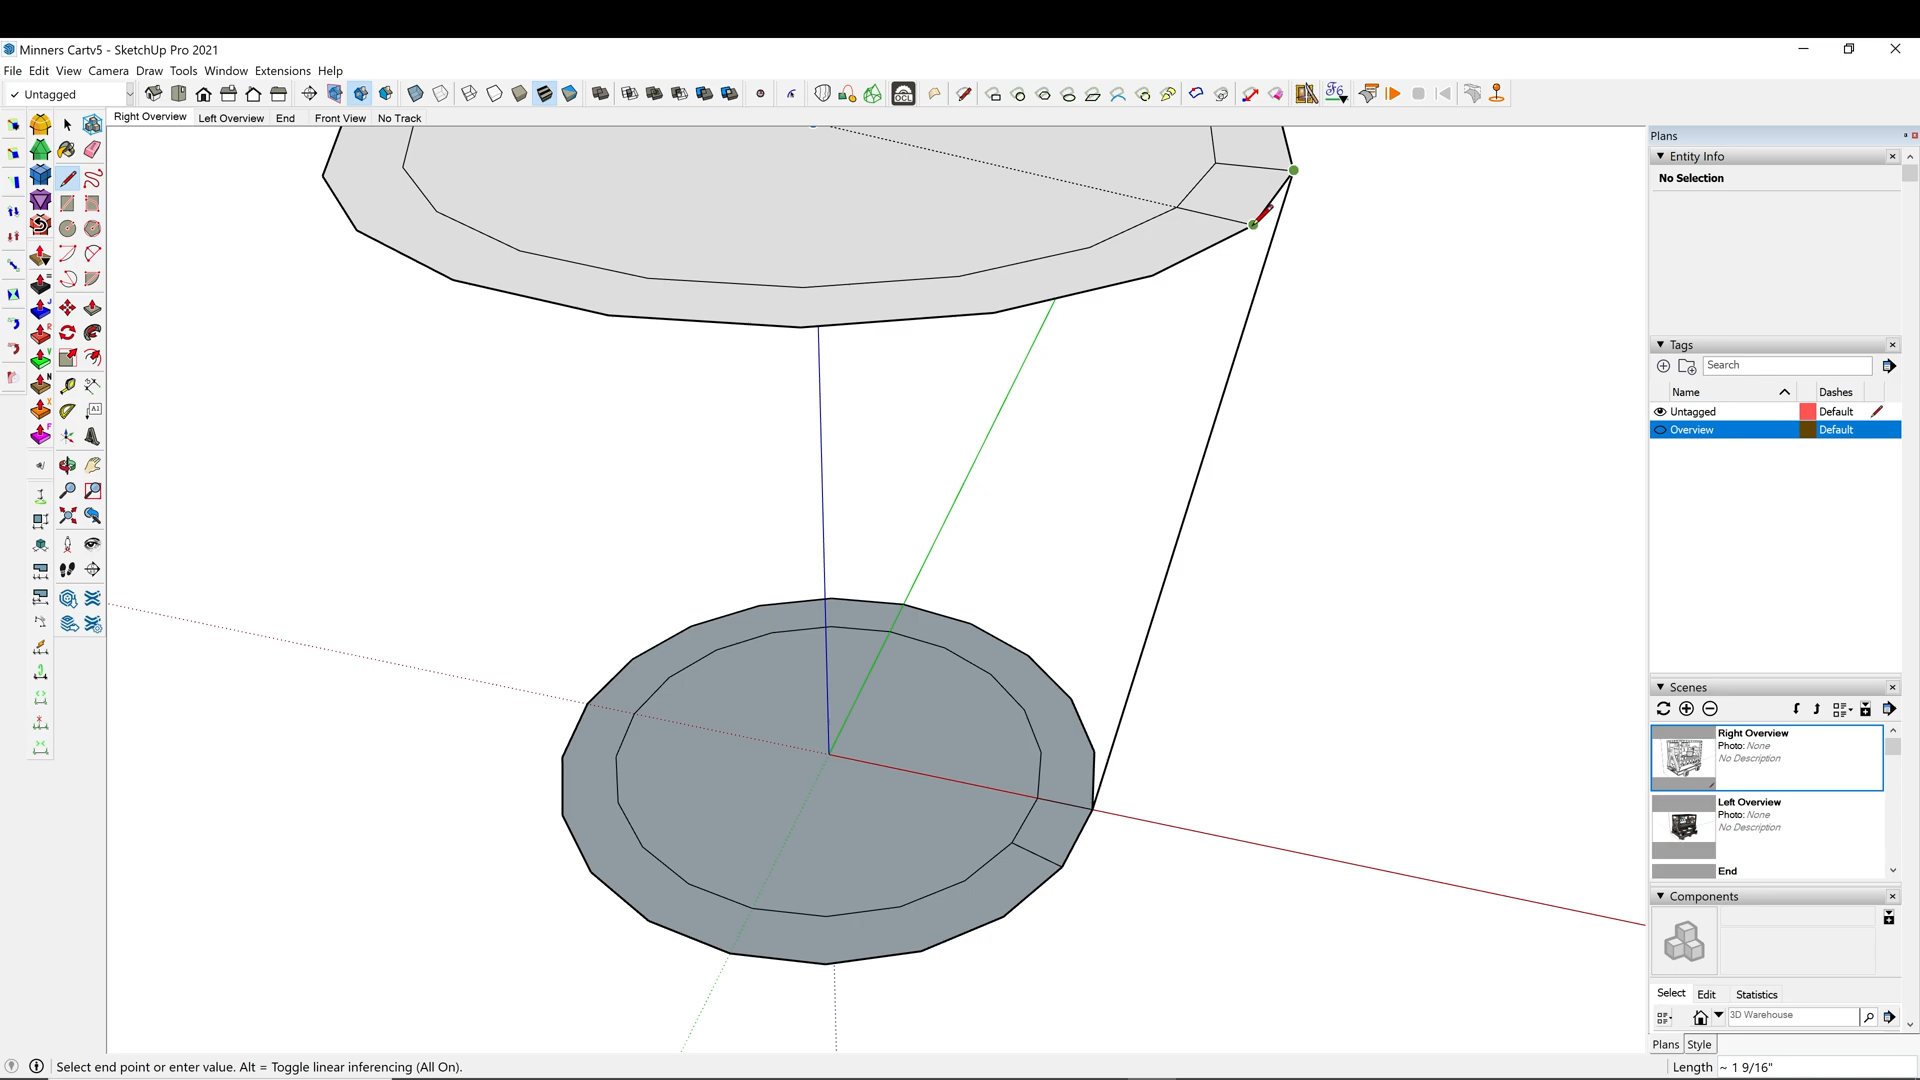 Minners Cartv5 - SketchUp Pro 2021
File Edit View Camera Draw Tools Window Extensions Help
✓ Untagged
OCL
Right Overview Left Overview End Front View No Track
Plans
Entity Info
No Selection
Tags
Search
Name Dashes
Untagged Default
Overview Default
Scenes
Right Overview
Photo: None
No Description
Left Overview
Photo: None
No Description
End
Components
Select Edit Statistics
3D Warehouse
Plans Style
Select end point or enter value. Alt = Toggle linear inferencing (All On).
Length ~ 1 9/16"